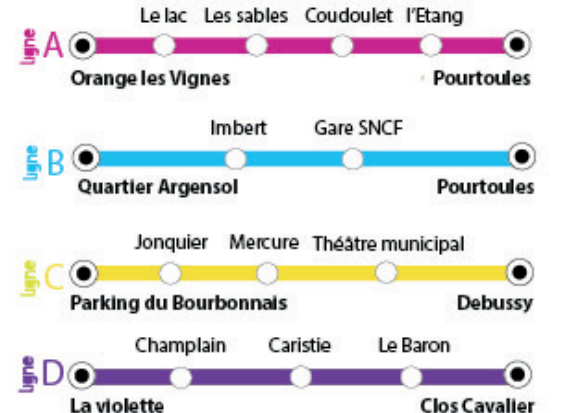 Le lac Les sables Coudoulet l'Etang
ligne A
Orange les Vignes Pourtoules
Imbert Gare SNCF
ligne B
Quartier Argensol Pourtoules
Jonquier Mercure Théâtre municipal
ligne C
Parking du Bourbonnais Debussy
Champlain Caristie Le Baron
ligne D
La violette Clos Cavalier